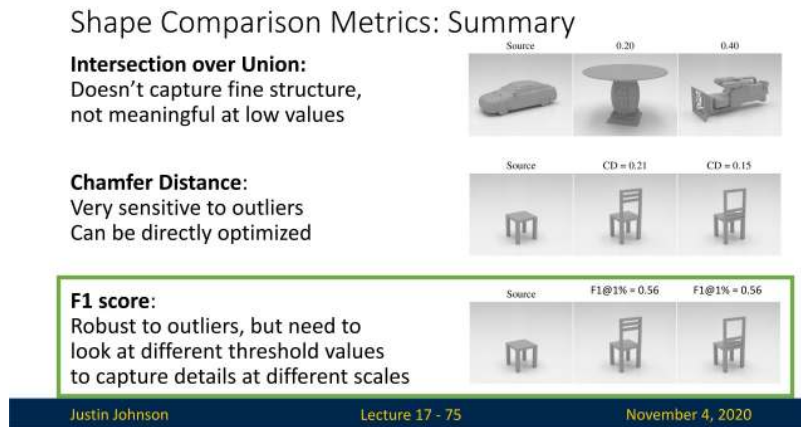 Shape Comparison Metrics: Summary
Intersection over Union:
Doesn't capture fine structure,
not meaningful at low values
Source 0.20 0.40
Chamfer Distance:
Very sensitive to outliers
Can be directly optimized
Source CD = 0.21 CD = 0.15
F1 score:
Robust to outliers, but need to
look at different threshold values
to capture details at different scales
Source F1@1% = 0.56 F1@1% = 0.56
Justin Johnson Lecture 17 - 75 November 4, 2020